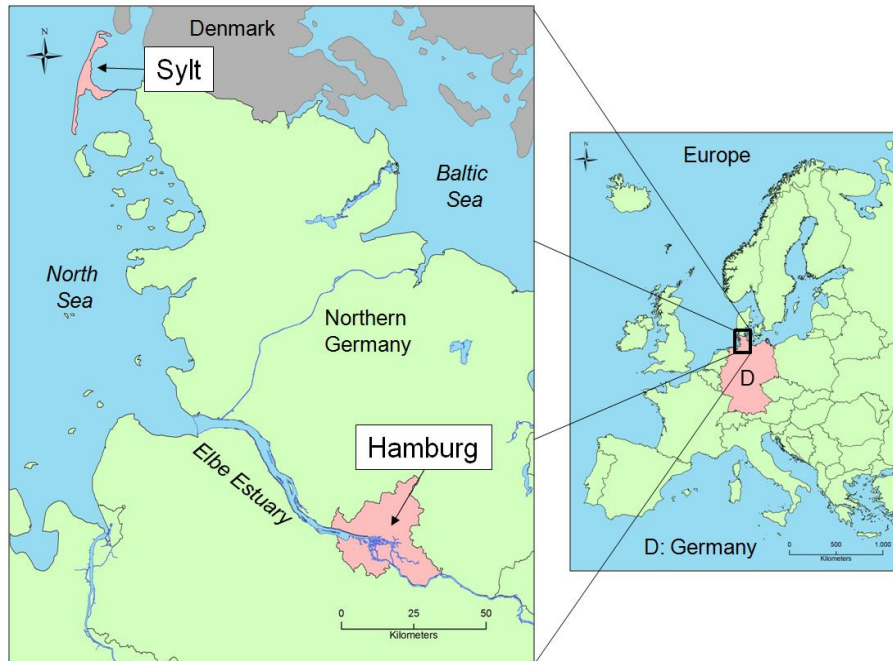 Denmark
N
Sylt
Baltic
Sea
North
Sea
Northern
Germany
Hamburg
Elbe Estuary
0 25 50
Kilometers
N
Europe
D
D: Germany
0 500 1.000
Kilometers